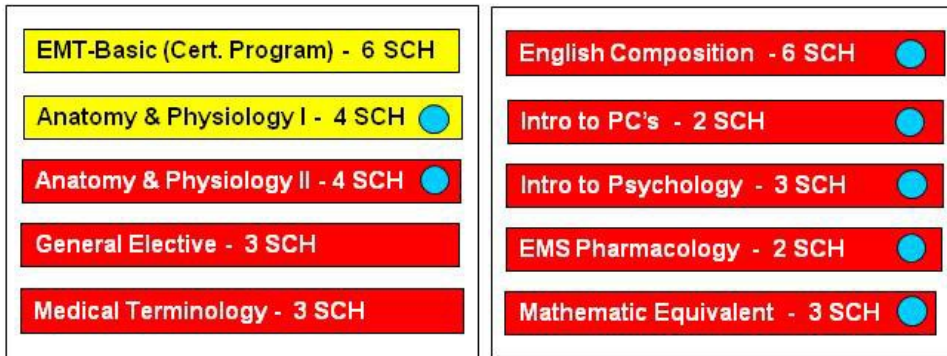 EMT-Basic (Cert. Program) - 6 SCH
Anatomy & Physiology I - 4 SCH
Anatomy & Physiology II - 4 SCH
General Elective - 3 SCH
Medical Terminology - 3 SCH
English Composition - 6 SCH
Intro to PC's - 2 SCH
Intro to Psychology - 3 SCH
EMS Pharmacology - 2 SCH
Mathematic Equivalent - 3 SCH